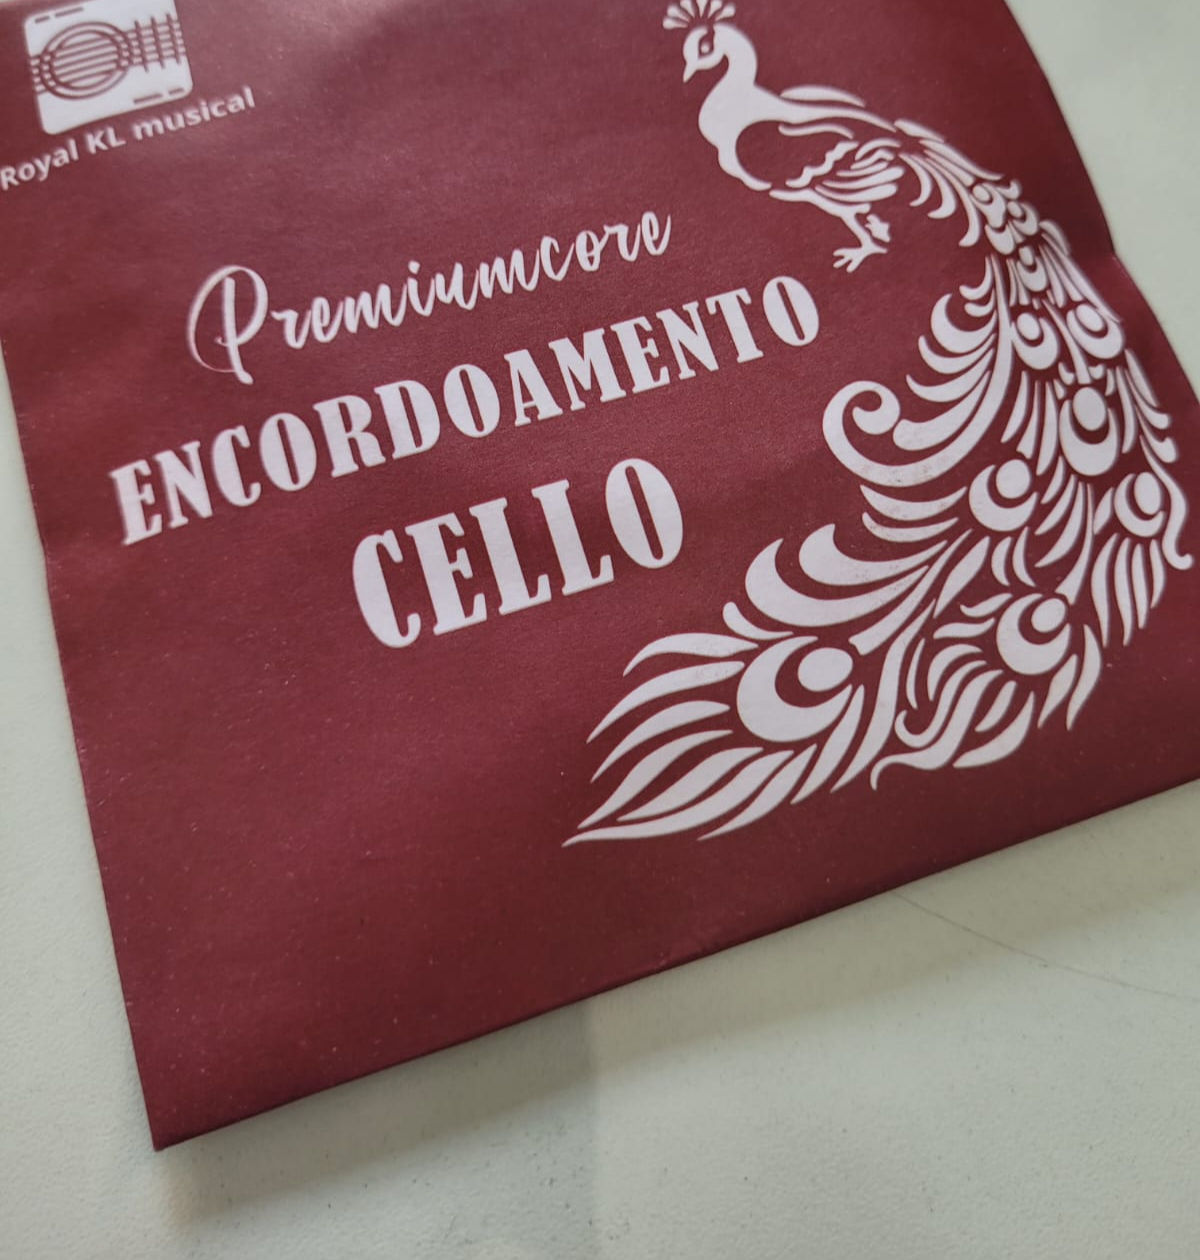 Royal KL musical
Premiumcore
ENCORDOAMENTO
CELLO